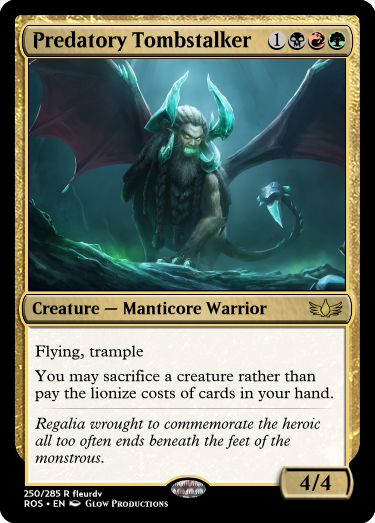 Predatory Tombstalker 1
Creature — Manticore Warrior
Flying, trample
You may sacrifice a creature rather than
pay the lionize costs of cards in your hand.
Regalia wrought to commemorate the heroic
all too often ends beneath the feet of the
monstrous.
4/4
250/285 R fleurdv
ROS • EN Glow Productions